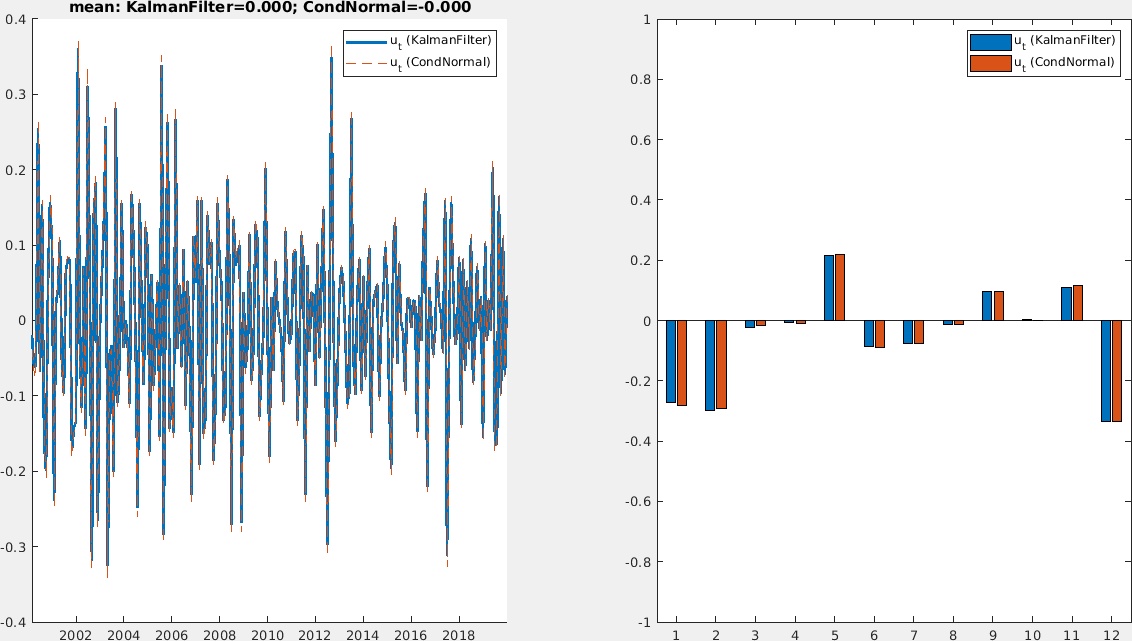 mean: KalmanFilter=0.000; CondNormal=-0.000
u_t (KalmanFilter)
u_t (CondNormal)
0.4
0.3
0.2
0.1
0
-0.1
-0.2
-0.3
-0.4
2002 2004 2006 2008 2010 2012 2014 2016 2018
u_t (KalmanFilter)
u_t (CondNormal)
1
0.8
0.6
0.4
0.2
0
-0.2
-0.4
-0.6
-0.8
-1
1 2 3 4 5 6 7 8 9 10 11 12